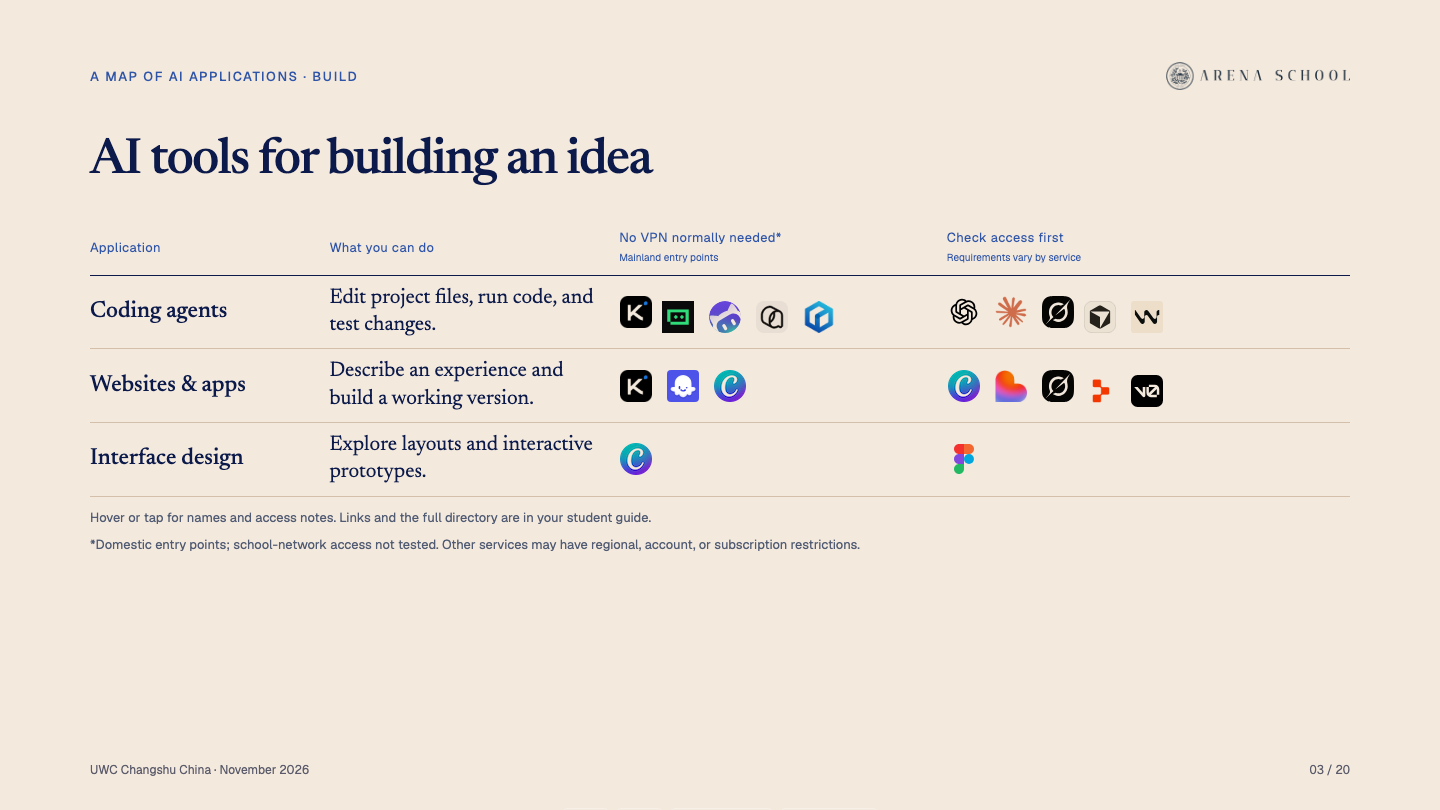 A MAP OF AI APPLICATIONS · BUILD
ARENA SCHOOL
AI tools for building an idea
Application
What you can do
No VPN normally needed*
Mainland entry points
Check access first
Requirements vary by service
Coding agents
Edit project files, run code, and
test changes.
Websites & apps
Describe an experience and
build a working version.
v0
Interface design
Explore layouts and interactive
prototypes.
Hover or tap for names and access notes. Links and the full directory are in your student guide.
*Domestic entry points; school-network access not tested. Other services may have regional, account, or subscription restrictions.
UWC Changshu China · November 2026
03 / 20